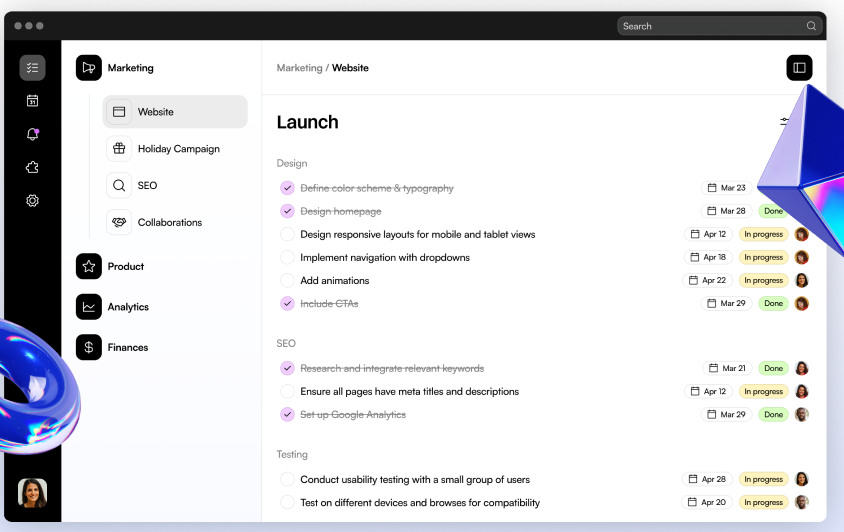 Search
Marketing
Marketing / Website
31
Website
Launch
Holiday Campaign
Design
SEO
Define color scheme & typography Mar 23
Design homepage Mar 28 Done
Collaborations
Design responsive layouts for mobile and tablet views Apr 12 In progress
Implement navigation with dropdowns Apr 18 In progress
Product
Add animations Apr 22 In progress
Include CTAs Mar 29 Done
Analytics
SEO
$ Finances
Research and integrate relevant keywords Mar 21 Done
Ensure all pages have meta titles and descriptions Apr 12 In progress
Set up Google Analytics Mar 29 Done
Testing
Conduct usability testing with a small group of users Apr 28 In progress
Test on different devices and browses for compatibility Apr 20 In progress